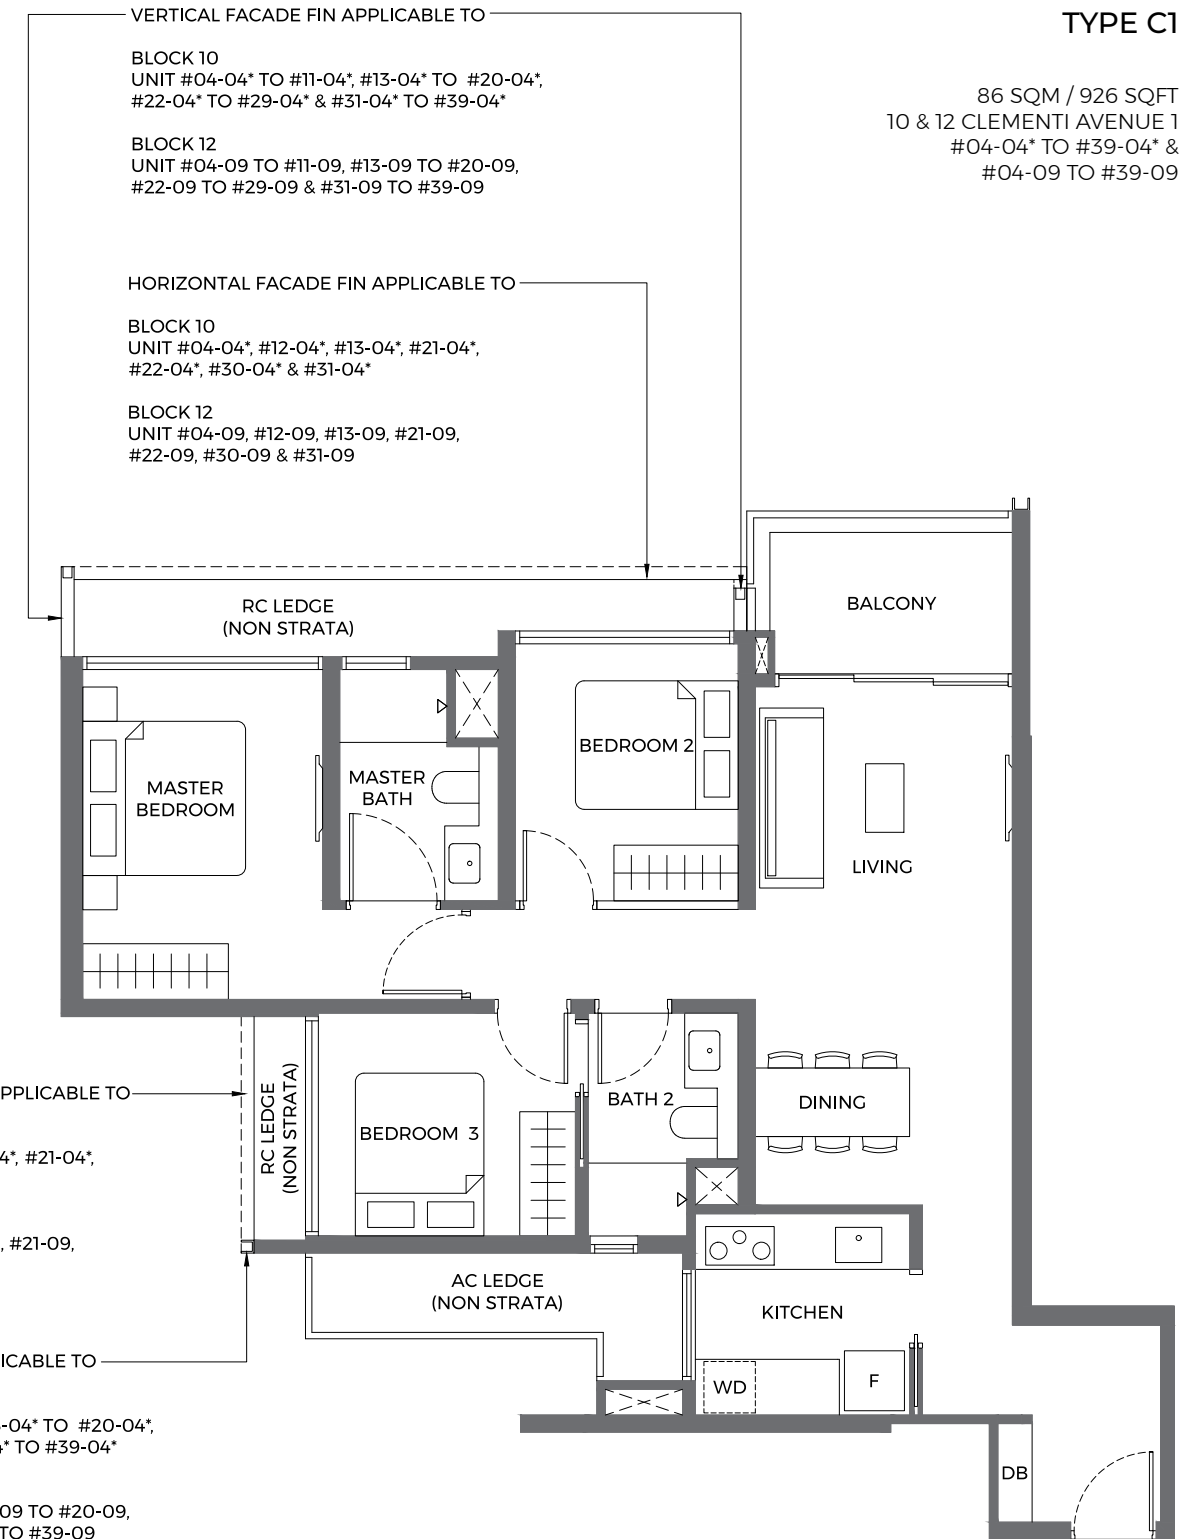 VERTICAL FACADE FIN APPLICABLE TO
BLOCK 10
UNIT #04-04* TO #11-04*, #13-04* TO #20-04*,
#22-04* TO #29-04* & #31-04* TO #39-04*
BLOCK 12
UNIT #04-09 TO #11-09, #13-09 TO #20-09,
#22-09 TO #29-09 & #31-09 TO #39-09
TYPE C1
86 SQM / 926 SQFT
10 & 12 CLEMENTI AVENUE 1
#04-04* TO #39-04* &
#04-09 TO #39-09
HORIZONTAL FACADE FIN APPLICABLE TO
BLOCK 10
UNIT #04-04*, #12-04*, #13-04*, #21-04*,
#22-04*, #30-04* & #31-04*
BLOCK 12
UNIT #04-09, #12-09, #13-09, #21-09,
#22-09, #30-09 & #31-09
RC LEDGE
(NON STRATA)
BALCONY
MASTER
BEDROOM
MASTER
BATH
BEDROOM 2
LIVING
RC LEDGE
(NON STRATA)
BEDROOM 3
BATH 2
DINING
AC LEDGE
(NON STRATA)
KITCHEN
WD
F
DB
PPLICABLE TO
4*, #21-04*,
, #21-09,
ICABLE TO
-04* TO #20-04*,
4* TO #39-04*
09 TO #20-09,
TO #39-09